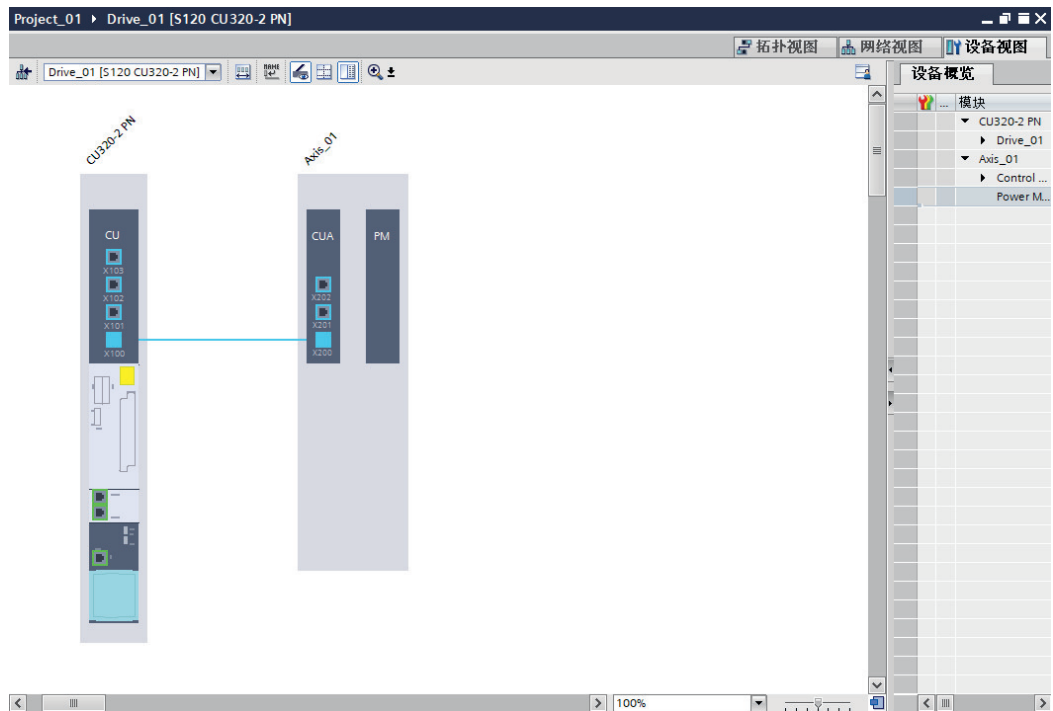 Project_01 ▸ Drive_01 [S120 CU320-2 PN]
拓扑视图 网络视图 设备视图
Drive_01 [S120 CU320-2 PN]
设备概览
... 模块
CU320-2 PN
Drive_01
Axis_01
Control ...
Power M...
CU320-2 PN
Axis_01
CU
X103
X102
X101
X100
CUA
X202
X201
X200
PM
100%